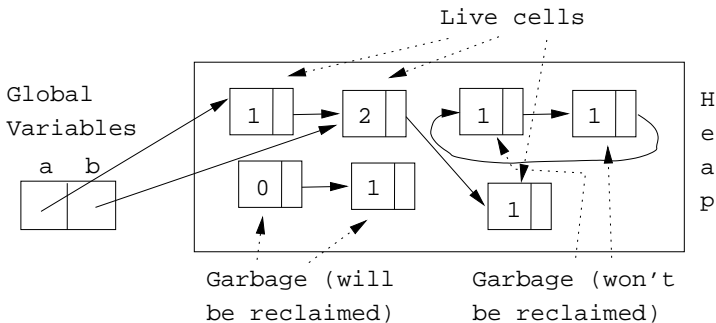 Live cells
Global
Variables
a b
1 2 1 1
0 1 1
H
e
a
p
Garbage (will
be reclaimed)
Garbage (won't
be reclaimed)